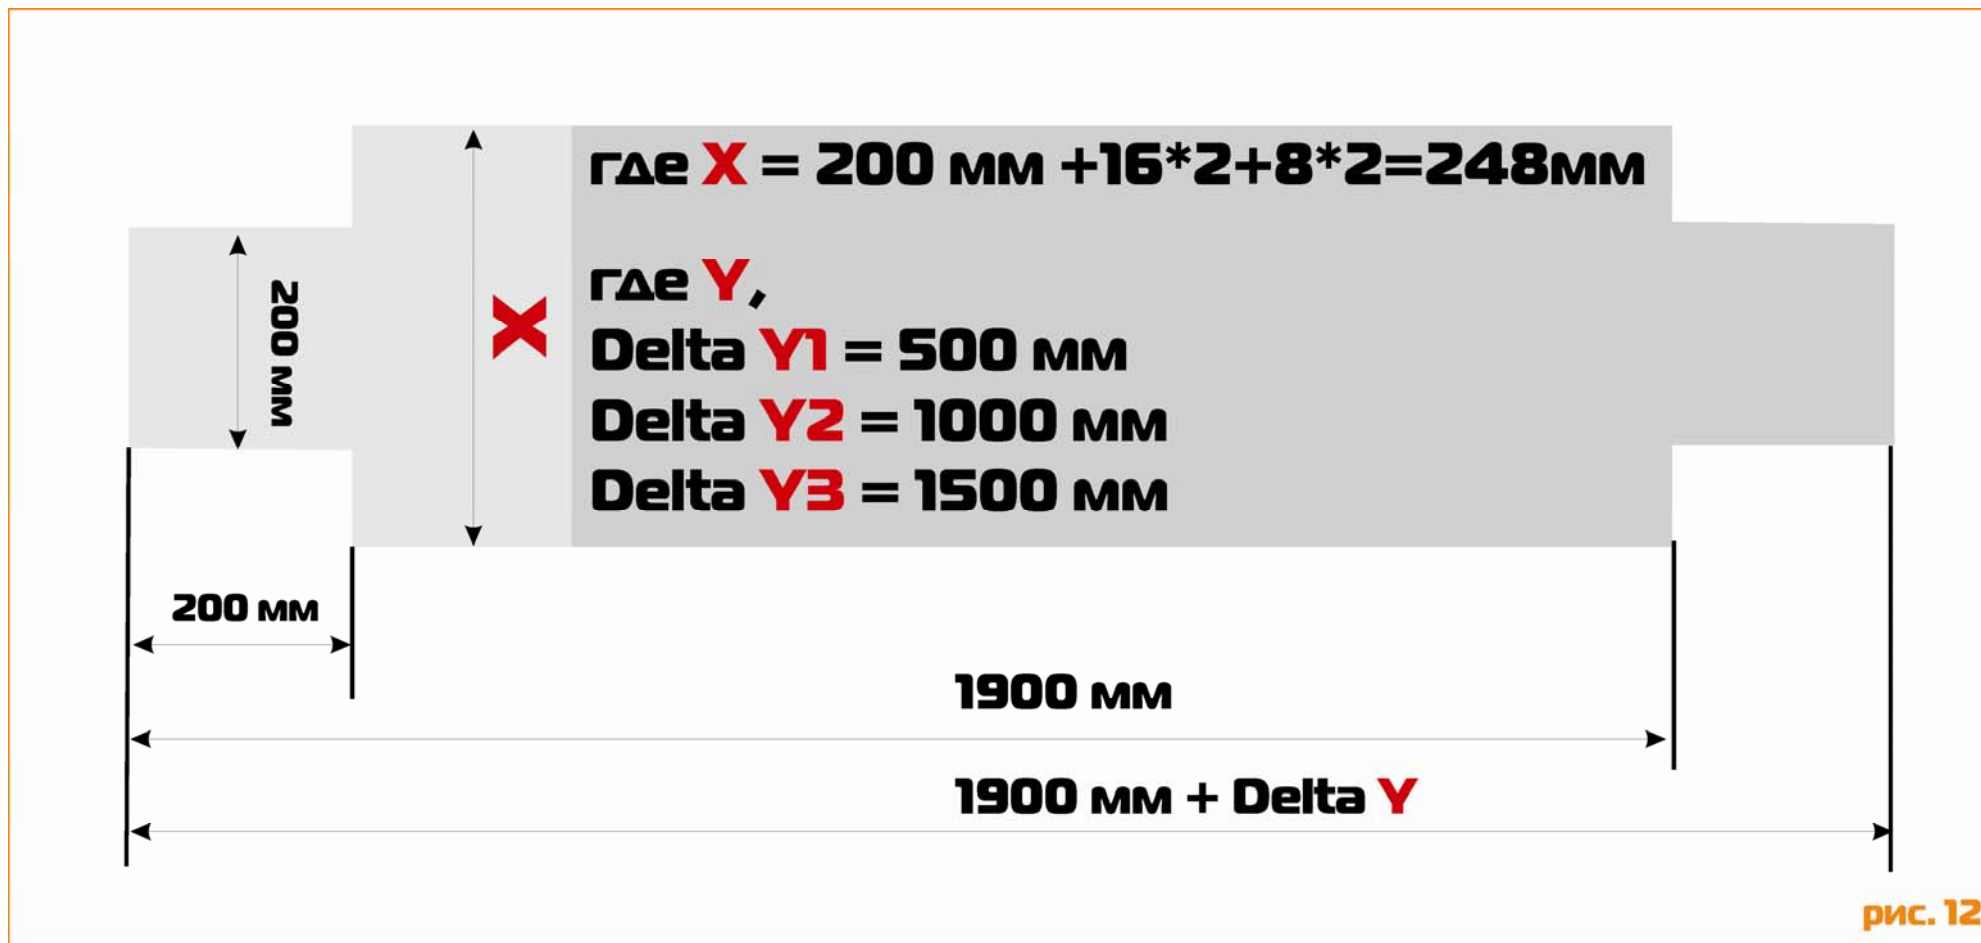 где X = 200 мм +16*2+8*2=248мм
где Y,
Delta Y1 = 500 мм
Delta Y2 = 1000 мм
Delta Y3 = 1500 мм
X
200 мм
200 мм
1900 мм
1900 мм + Delta Y
рис. 12